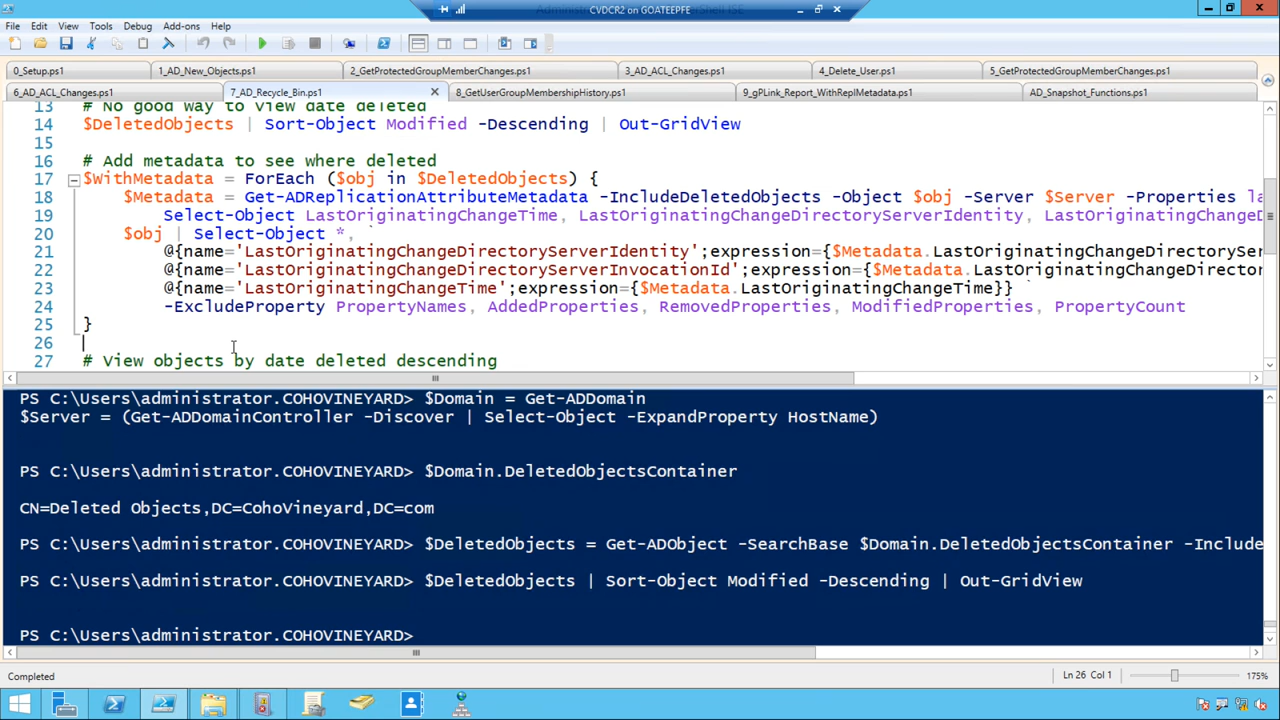 CVDCR2 on GOATEEPFE
File Edit View Tools Debug Add-ons Help
0_Setup.ps1 1_AD_New_Objects.ps1 2_GetProtectedGroupMemberChanges.ps1 3_AD_ACL_Changes.ps1 4_Delete_User.ps1 5_GetProtectedGroupMemberChanges.ps1
6_AD_ACL_Changes.ps1 7_AD_Recycle_Bin.ps1 8_GetUserGroupMembershipHistory.ps1 9_gPLink_Report_WithReplMetadata.ps1 AD_Snapshot_Functions.ps1
13 # No good way to view date deleted
14 $DeletedObjects | Sort-Object Modified -Descending | Out-GridView
15
16 # Add metadata to see where deleted
17 $WithMetadata = ForEach ($obj in $DeletedObjects) {
18 $Metadata = Get-ADReplicationAttributeMetadata -IncludeDeletedObjects -Object $obj -Server $Server -Properties la
19 Select-Object LastOriginatingChangeTime, LastOriginatingChangeDirectoryServerIdentity, LastOriginatingChangeD
20 $obj | Select-Object *, `
21 @{name='LastOriginatingChangeDirectoryServerIdentity';expression={$Metadata.LastOriginatingChangeDirectorySer
22 @{name='LastOriginatingChangeDirectoryServerInvocationId';expression={$Metadata.LastOriginatingChangeDirector
23 @{name='LastOriginatingChangeTime';expression={$Metadata.LastOriginatingChangeTime}} `
24 -ExcludeProperty PropertyNames, AddedProperties, RemovedProperties, ModifiedProperties, PropertyCount
25 }
26
27 # View objects by date deleted descending
PS C:\Users\administrator.COHOVINEYARD> $Domain = Get-ADDomain
$Server = (Get-ADDomainController -Discover | Select-Object -ExpandProperty HostName)
PS C:\Users\administrator.COHOVINEYARD> $Domain.DeletedObjectsContainer
CN=Deleted Objects,DC=CohoVineyard,DC=com
PS C:\Users\administrator.COHOVINEYARD> $DeletedObjects = Get-ADObject -SearchBase $Domain.DeletedObjectsContainer -Include
PS C:\Users\administrator.COHOVINEYARD> $DeletedObjects | Sort-Object Modified -Descending | Out-GridView
PS C:\Users\administrator.COHOVINEYARD>
Completed Ln 26 Col 1 175%